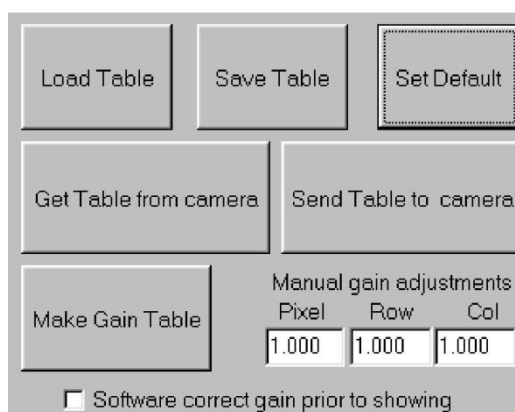 Load Table
Save Table
Set Default
Get Table from camera
Send Table to camera
Make Gain Table
Manual gain adjustments
Pixel Row Col
1.000 1.000 1.000
Software correct gain prior to showing